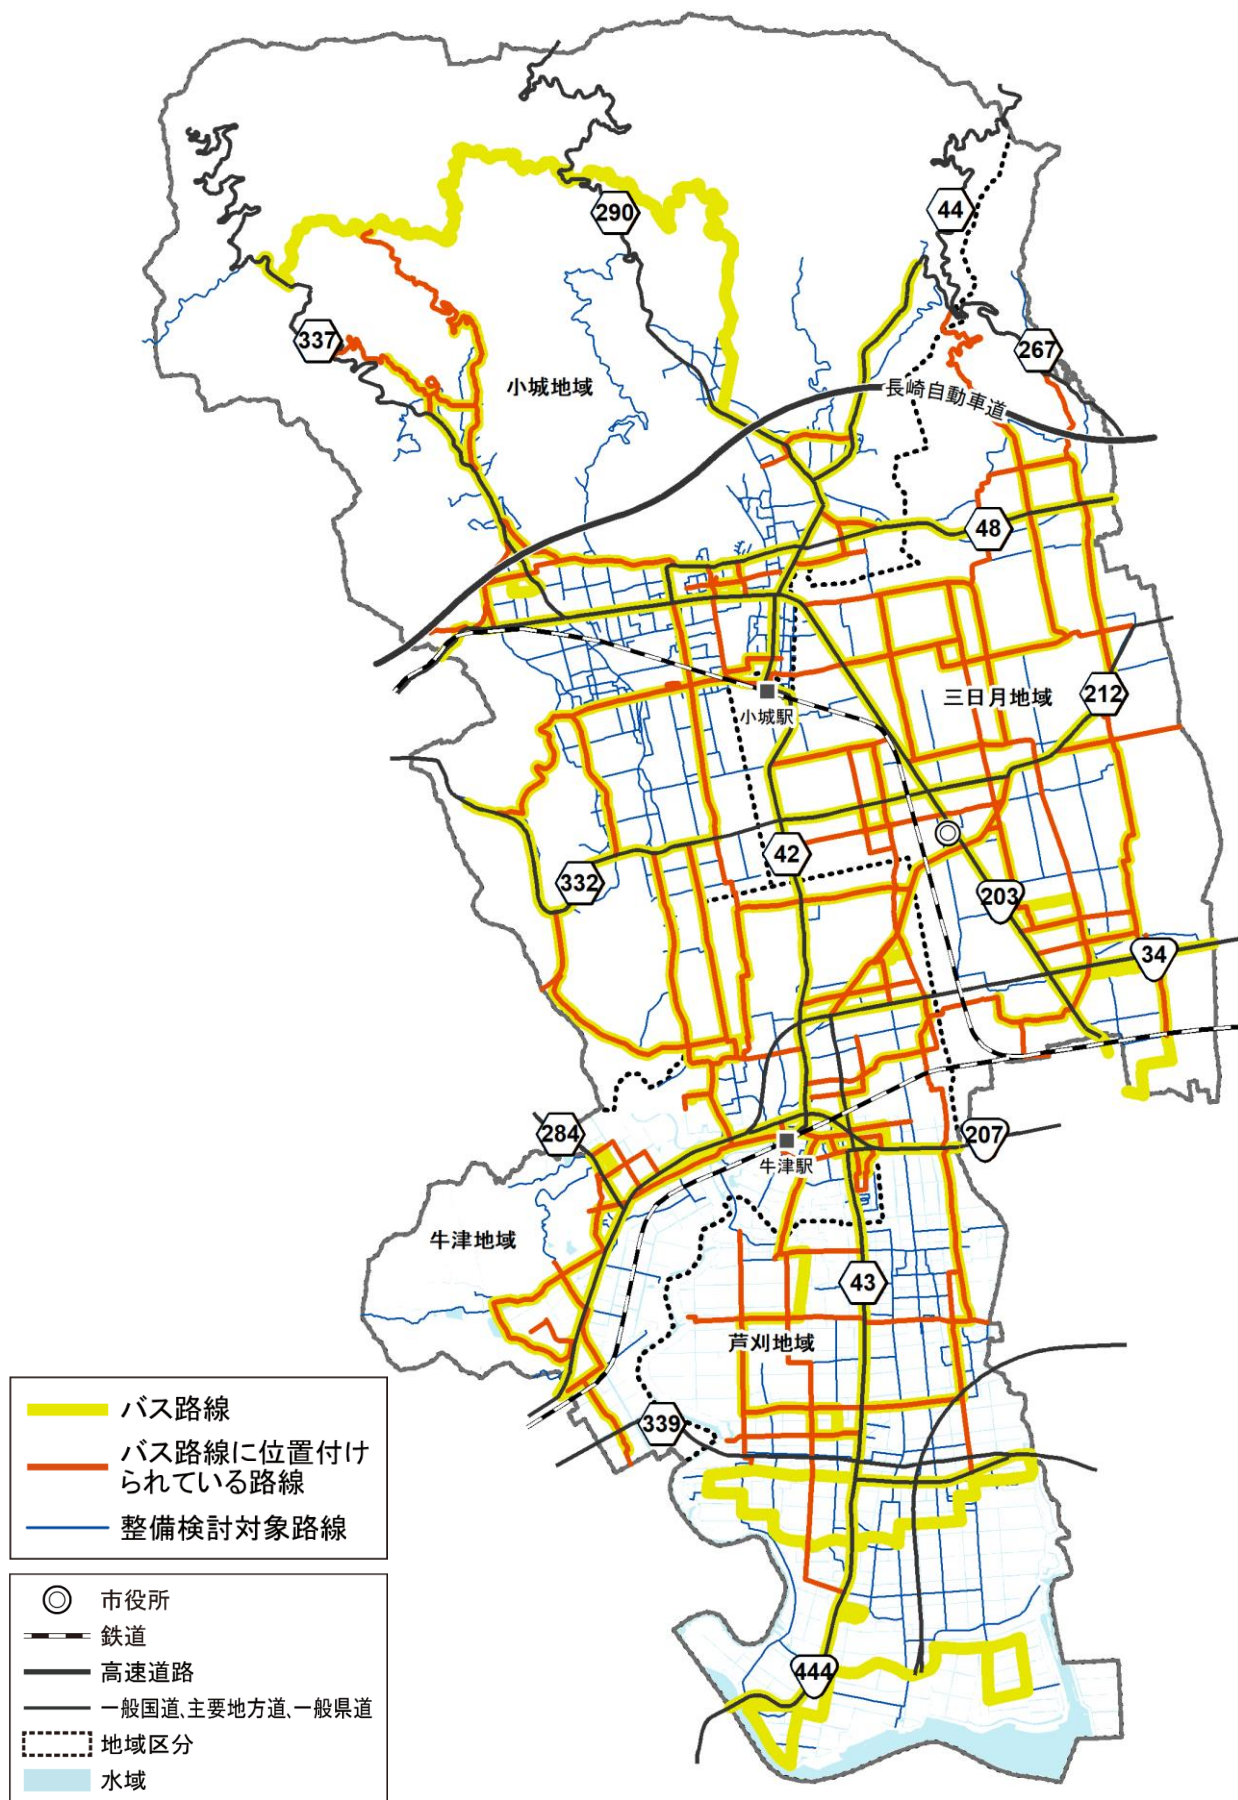 290
44
337
267
小城地域
長崎自動車道
48
三日月地域
212
小城駅
42
332
203
34
284
207
牛津駅
牛津地域
43
芦刈地域
339
444
バス路線
バス路線に位置付け
られている路線
整備検討対象路線
市役所
鉄道
高速道路
一般国道、主要地方道、一般県道
地域区分
水域